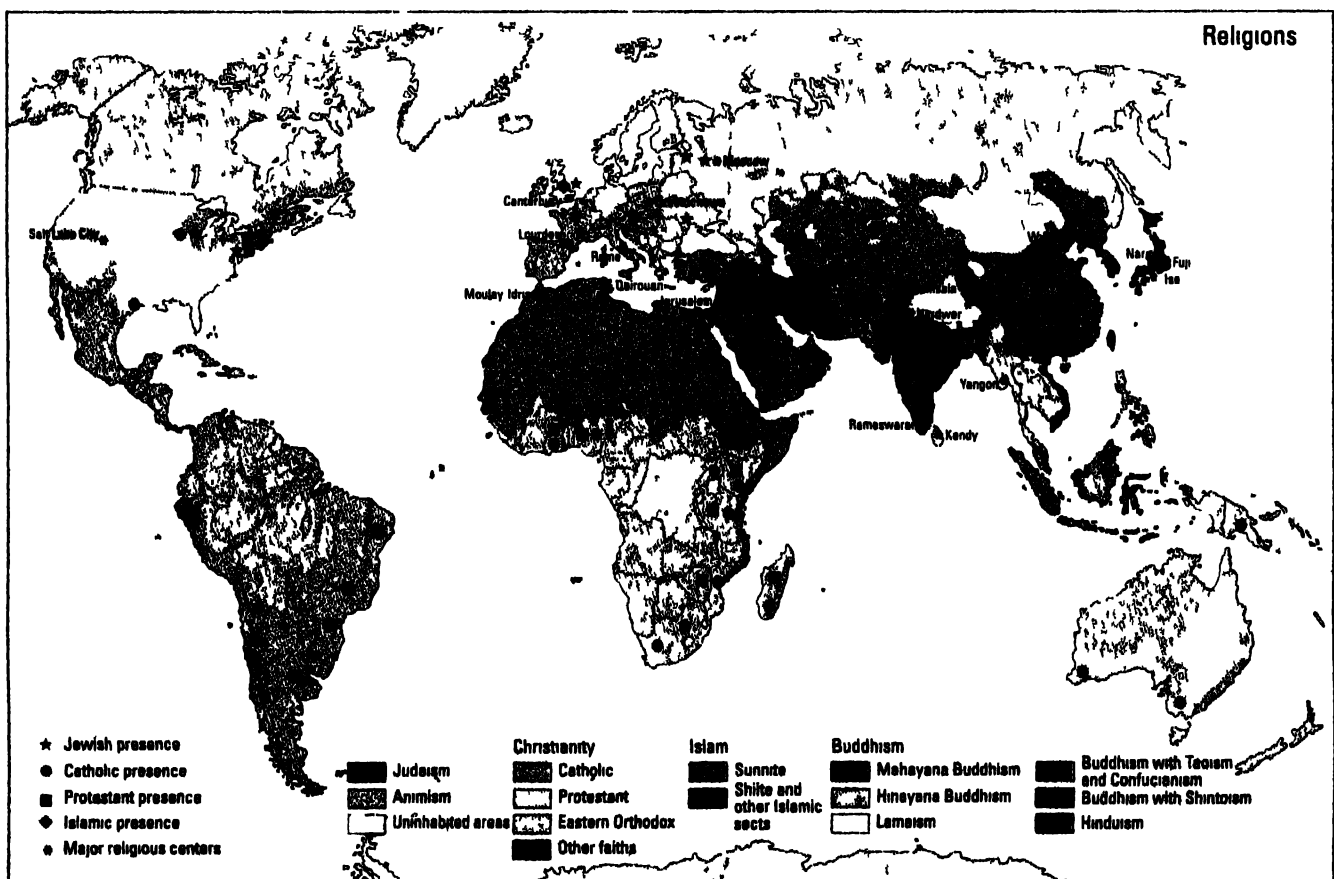 Religions
Salt Lake City
Canterbury
Lourdes
Rome
Moulay Idris
Qairouan
Jerusalem
Moscow
Yangon
Rameswaram
Kandy
Nara
Fuji
Ise
Jewish presence
Catholic presence
Protestant presence
Islamic presence
Major religious centers
Judaism
Animism
Uninhabited areas
Christianity
Catholic
Protestant
Eastern Orthodox
Other faiths
Islam
Sunnite
Shiite and
other Islamic
sects
Buddhism
Mahayana Buddhism
Hinayana Buddhism
Lamaism
Buddhism with Taoism
and Confucianism
Buddhism with Shintoism
Hinduism